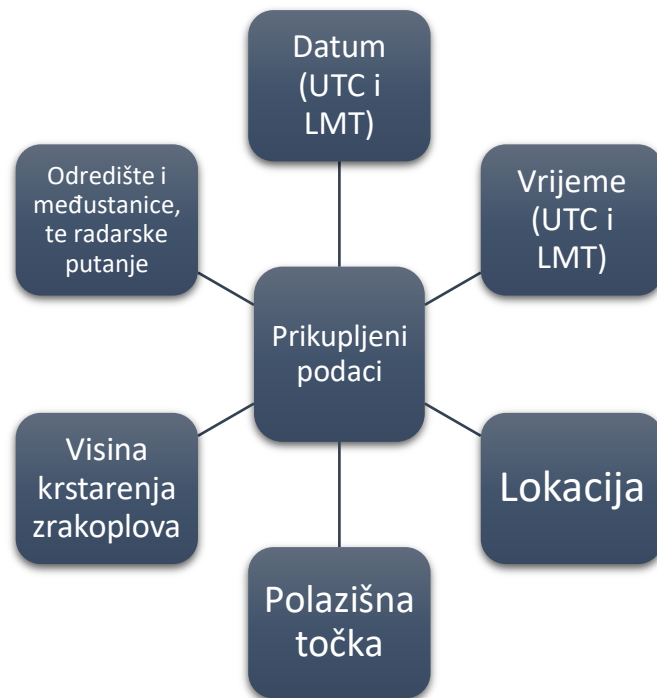 Datum
(UTC i
LMT)
Vrijeme
(UTC i
LMT)
Lokacija
Polazišna
točka
Visina
krstarenja
zrakoplova
Odredište i
međustanice,
te radarske
putanje
Prikupljeni
podaci